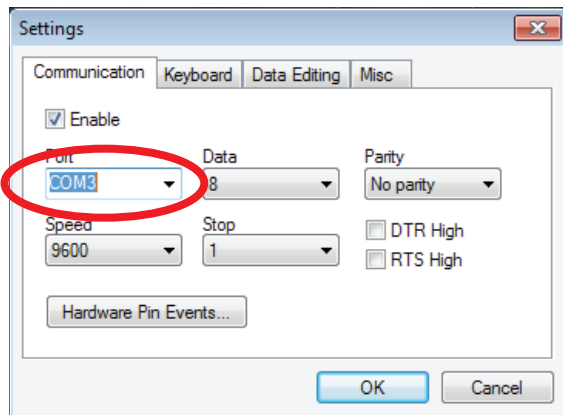 Settings
Communication Keyboard Data Editing Misc
Enable
Port Data Parity
COM3 8 No parity
Speed Stop DTR High
9600 1 RTS High
Hardware Pin Events...
OK Cancel